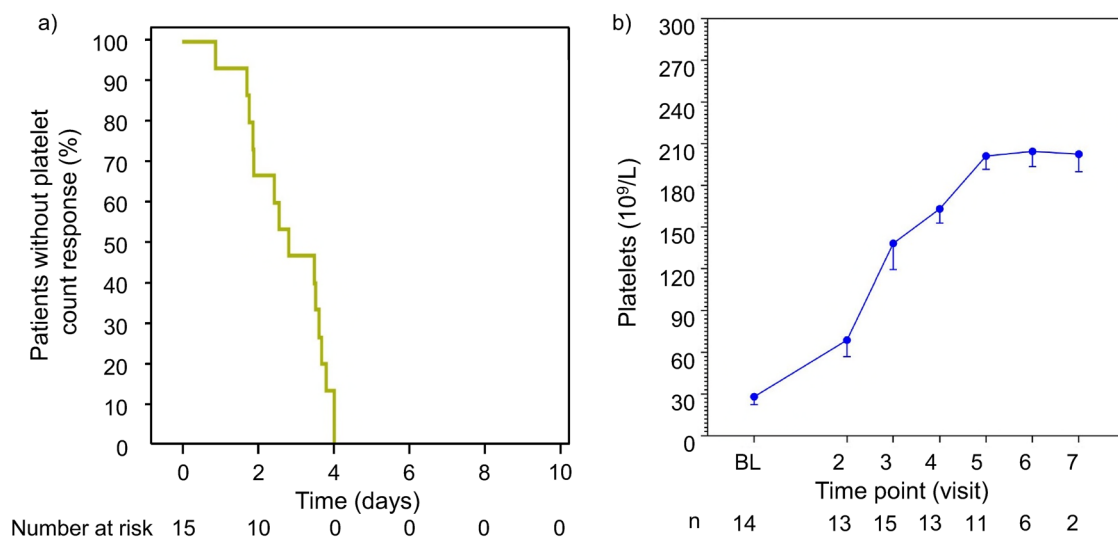 a)
Patients without platelet
count response (%)
100
90
80
70
60
50
40
30
20
10
0
0 2 4 6 8 10
Time (days)
Number at risk 15 10 0 0 0 0
b)
Platelets (10⁹/L)
300
270
240
210
180
150
120
90
60
30
0
BL 2 3 4 5 6 7
Time point (visit)
n 14 13 15 13 11 6 2